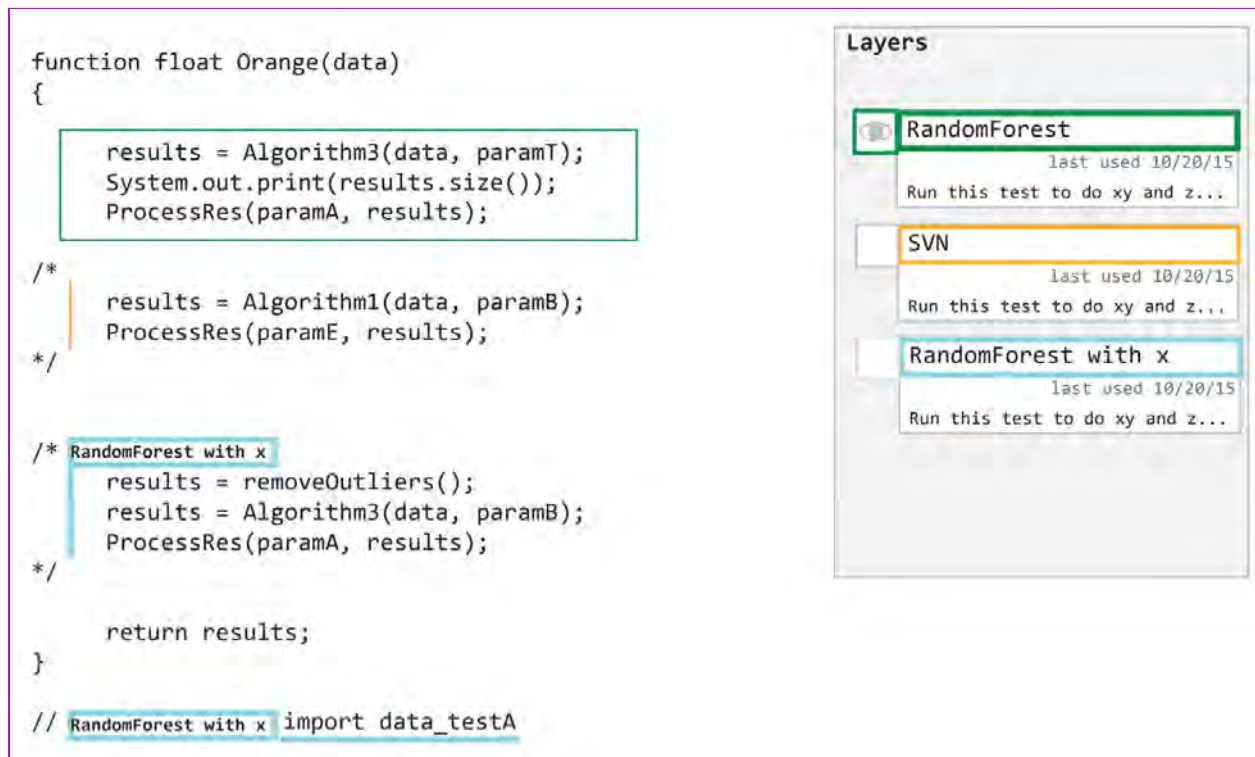 function float Orange(data)
{
results = Algorithm3(data, paramT);
System.out.print(results.size());
ProcessRes(paramA, results);
/*
results = Algorithm1(data, paramB);
ProcessRes(paramE, results);
*/
/* RandomForest with x
results = removeOutliers();
results = Algorithm3(data, paramB);
ProcessRes(paramA, results);
*/
return results;
}
// RandomForest with x import data_testA
Layers
RandomForest
last used 10/20/15
Run this test to do xy and z...
SVN
last used 10/20/15
Run this test to do xy and z...
RandomForest with x
last used 10/20/15
Run this test to do xy and z...